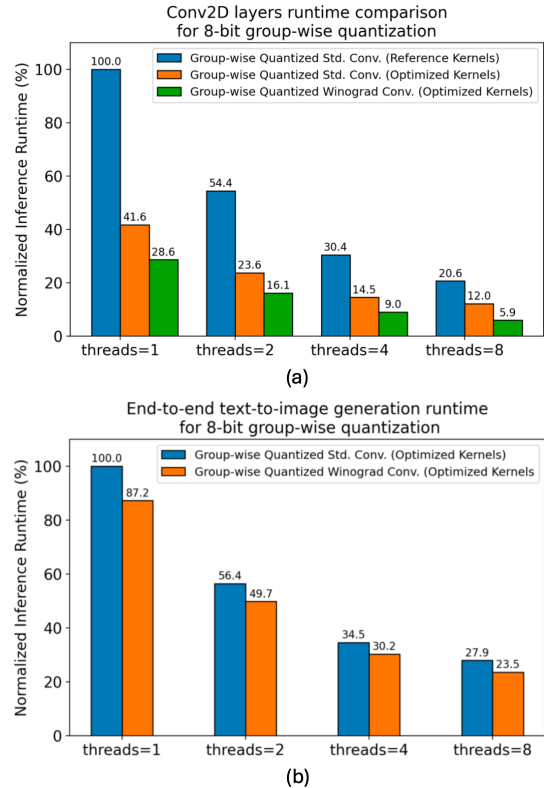 Conv2D layers runtime comparison
for 8-bit group-wise quantization
Normalized Inference Runtime (%)
100
80
60
40
20
0
Group-wise Quantized Std. Conv. (Reference Kernels)
Group-wise Quantized Std. Conv. (Optimized Kernels)
Group-wise Quantized Winograd Conv. (Optimized Kernels)
100.0
41.6
28.6
54.4
23.6
16.1
30.4
14.5
9.0
20.6
12.0
5.9
threads=1
threads=2
threads=4
threads=8
(a)
End-to-end text-to-image generation runtime
for 8-bit group-wise quantization
Normalized Inference Runtime (%)
100
80
60
40
20
0
Group-wise Quantized Std. Conv. (Optimized Kernels)
Group-wise Quantized Winograd Conv. (Optimized Kernels
100.0
87.2
56.4
49.7
34.5
30.2
27.9
23.5
threads=1
threads=2
threads=4
threads=8
(b)